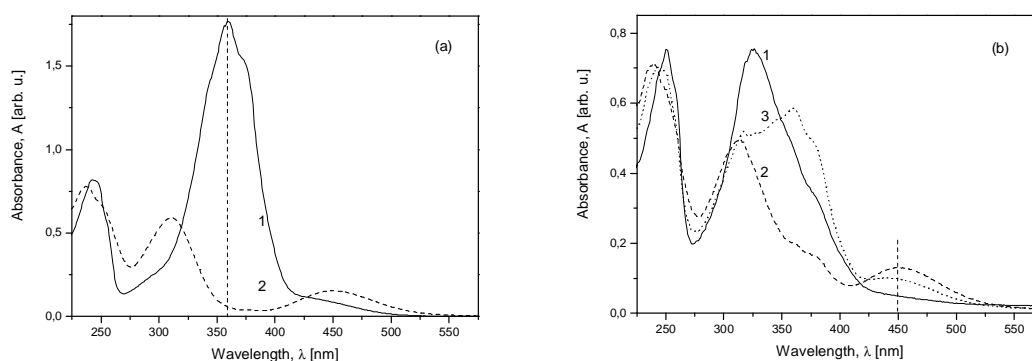 (a)
Absorbance, A [arb. u.]
1,5
1,0
0,5
0,0
1
2
225 250 300 350 400 450 500 550
Wavelength, λ [nm]
(b)
Absorbance, A [arb. u.]
0,8
0,6
0,4
0,2
0,0
1
3
2
225 250 300 350 400 450 500 550
Wavelength, λ [nm]